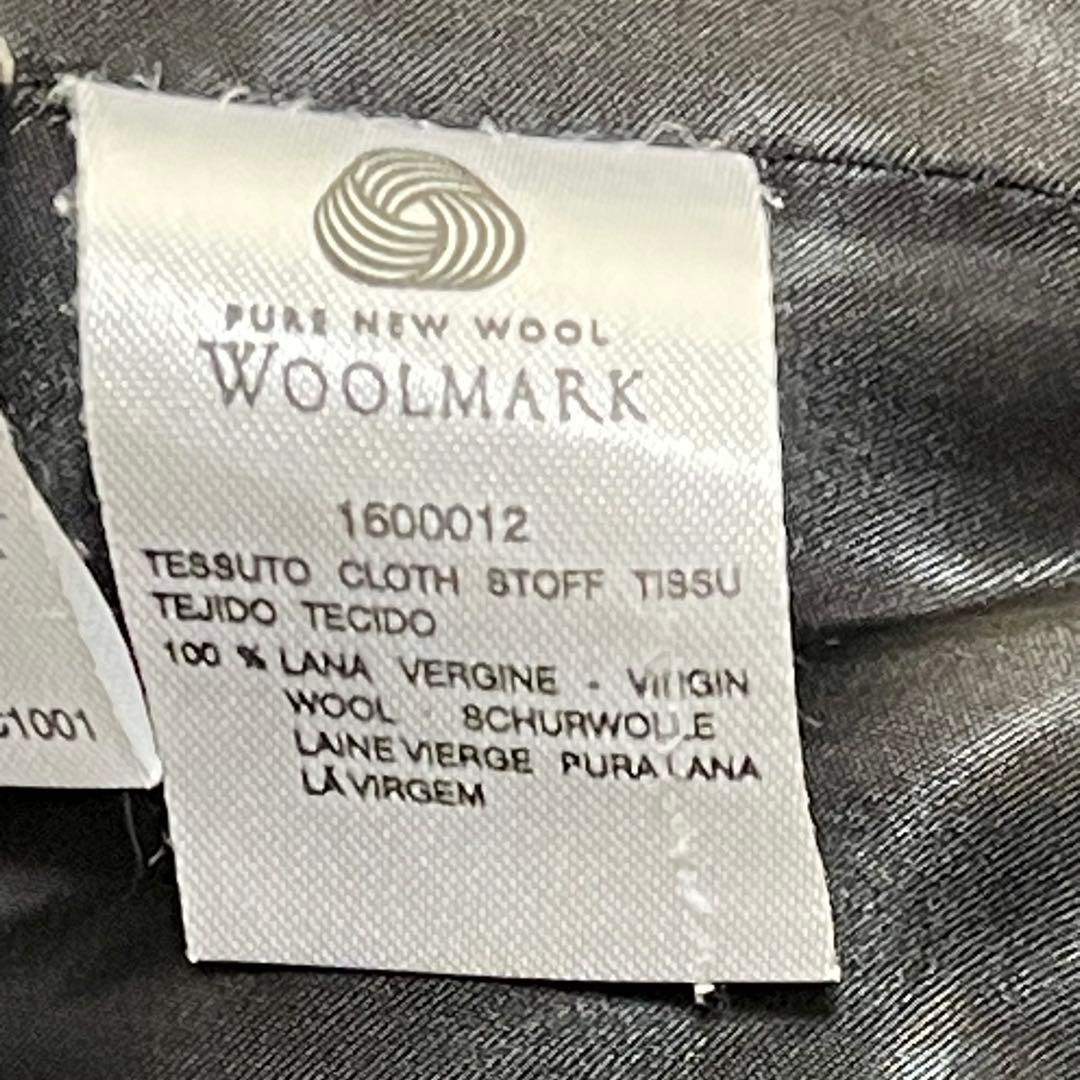 PURE NEW WOOL
WOOLMARK
1600012
TESSUTO CLOTH STOFF TISSU
TEJIDO TECIDO
100 % LANA VERGINE - VIRGIN
WOOL SCHURWOLLE
LAINE VIERGE PURA LANA
LÃ VIRGEM
1001